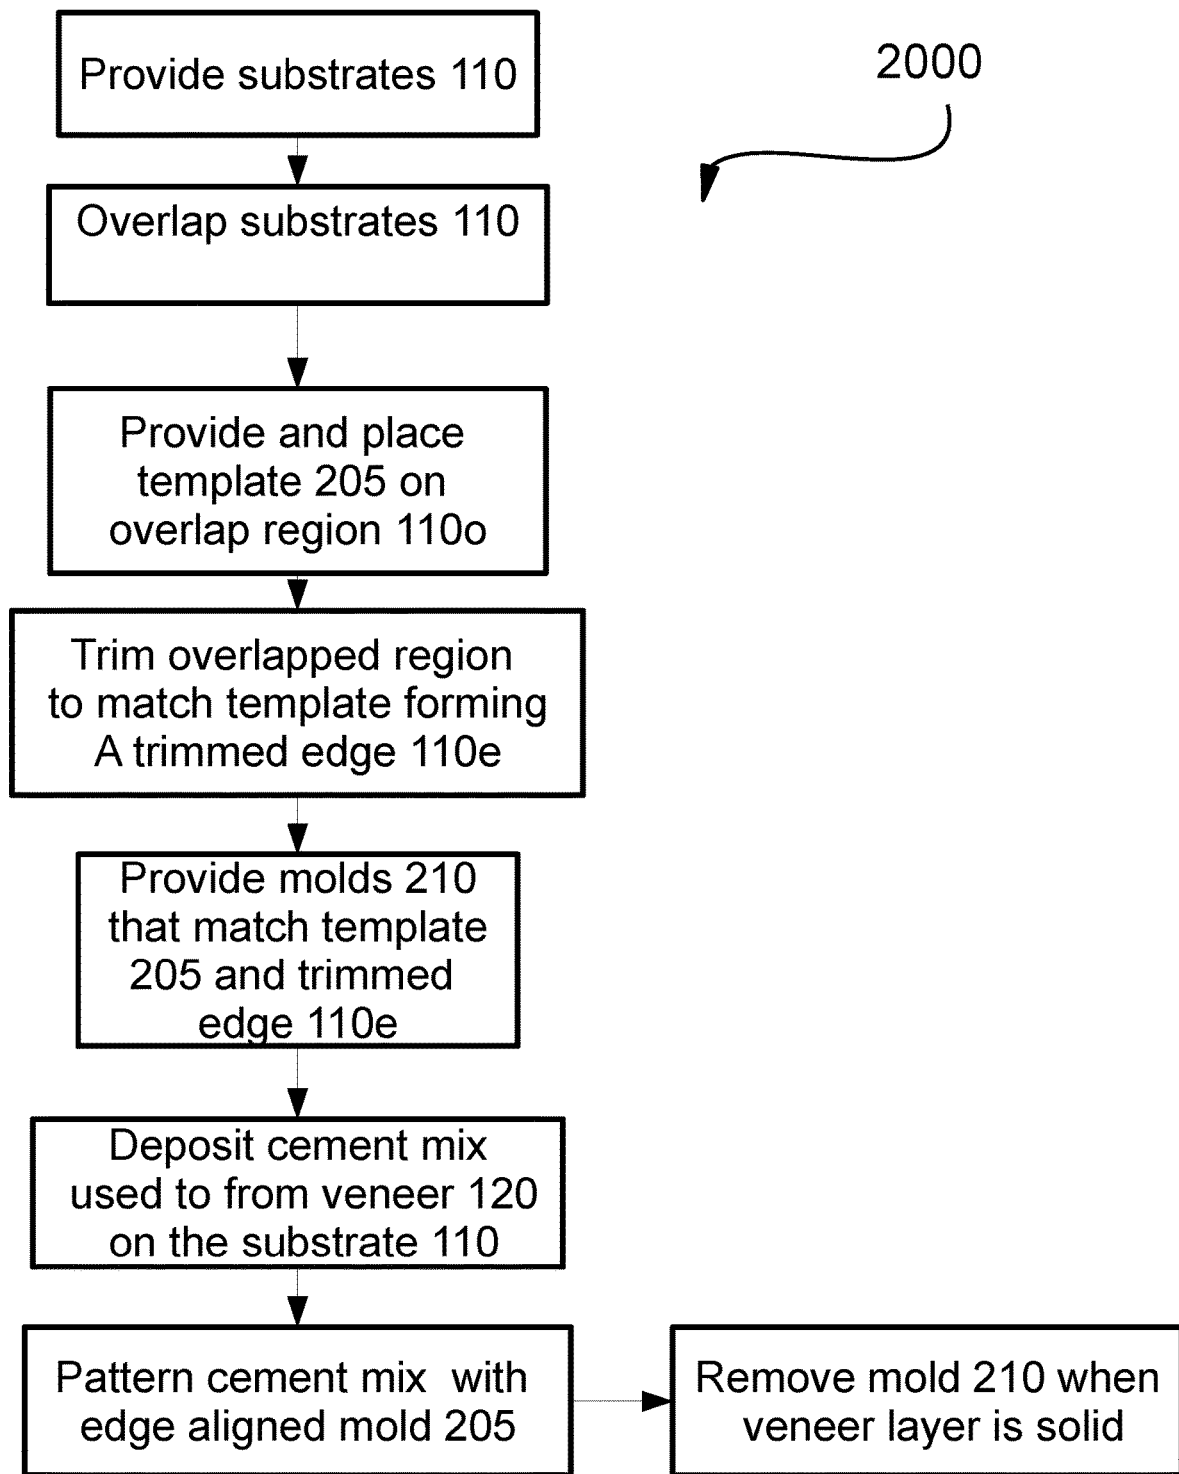 Provide substrates 110
2000
Overlap substrates 110
Provide and place
template 205 on
overlap region 110o
Trim overlapped region
to match template forming
A trimmed edge 110e
Provide molds 210
that match template
205 and trimmed
edge 110e
Deposit cement mix
used to from veneer 120
on the substrate 110
Pattern cement mix with
edge aligned mold 205
Remove mold 210 when
veneer layer is solid